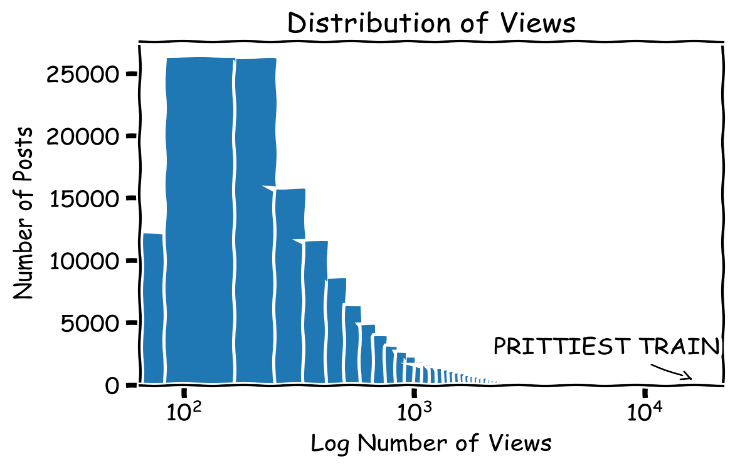 Distribution of Views
Number of Posts
25000
20000
15000
10000
5000
0
PRITTIEST TRAIN
10² 10³ 10⁴
Log Number of Views